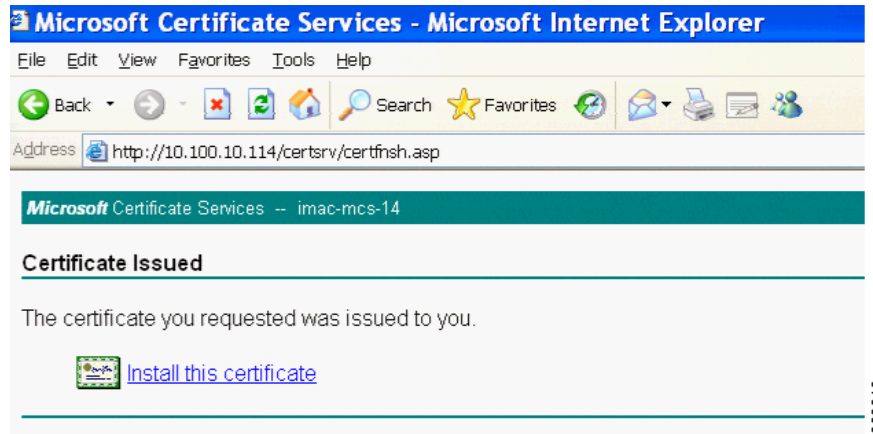 Microsoft Certificate Services - Microsoft Internet Explorer
File Edit View Favorites Tools Help
Back Search Favorites
Address http://10.100.10.114/certsrv/certfnsh.asp
Microsoft Certificate Services -- imac-mcs-14
Certificate Issued
The certificate you requested was issued to you.
Install this certificate